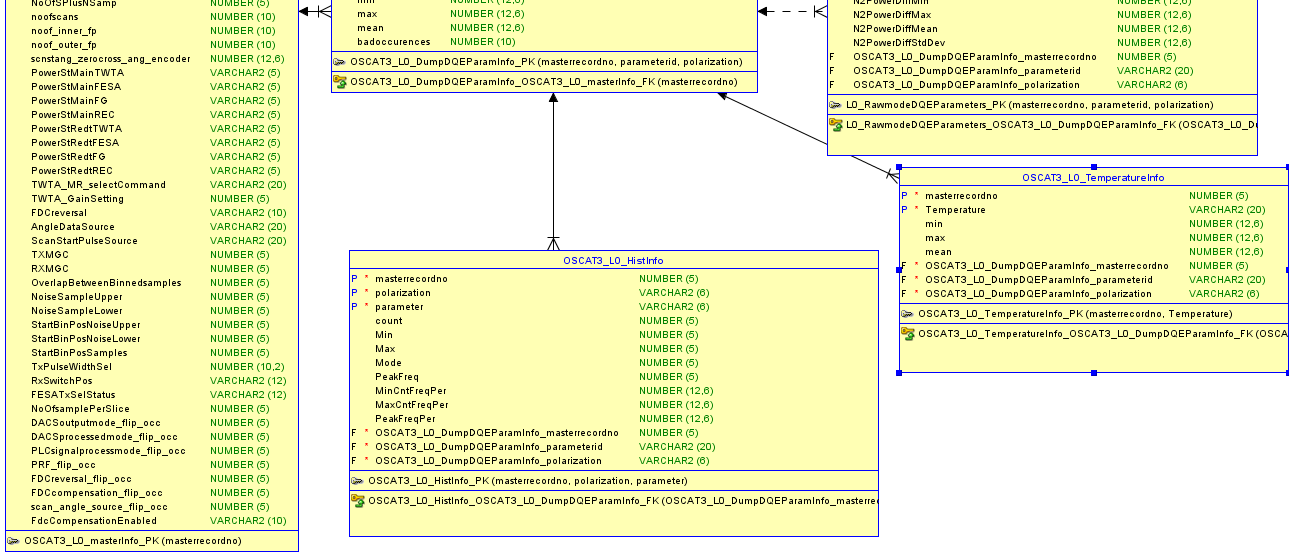 NoOfSPlusNSamp NUMBER (5)
noofscans NUMBER (10)
noof_inner_fp NUMBER (10)
noof_outer_fp NUMBER (10)
scnstang_zerocross_ang_encoder NUMBER (12,6)
PowerStMainTWTA VARCHAR2 (5)
PowerStMainFESA VARCHAR2 (5)
PowerStMainFG VARCHAR2 (5)
PowerStMainREC VARCHAR2 (5)
PowerStRedtTWTA VARCHAR2 (5)
PowerStRedtFESA VARCHAR2 (5)
PowerStRedtFG VARCHAR2 (5)
PowerStRedtREC VARCHAR2 (5)
TWTA_MR_selectCommand VARCHAR2 (20)
TWTA_GainSetting NUMBER (5)
FDCreversal VARCHAR2 (10)
AngleDataSource VARCHAR2 (20)
ScanStartPulseSource VARCHAR2 (20)
TXMGC NUMBER (5)
RXMGC NUMBER (5)
OverlapBetweenBinnedsamples NUMBER (5)
NoiseSampleUpper NUMBER (5)
NoiseSampleLower NUMBER (5)
StartBinPosNoiseUpper NUMBER (5)
StartBinPosNoiseLower NUMBER (5)
StartBinPosSamples NUMBER (5)
TxPulseWidthSel NUMBER (10,2)
RxSwitchPos VARCHAR2 (12)
FESATxSelStatus VARCHAR2 (12)
NoOfsamplePerSlice NUMBER (5)
DACSoutputmode_flip_occ NUMBER (5)
DACSprocessedmode_flip_occ NUMBER (5)
PLCsignalprocessmode_flip_occ NUMBER (5)
PRF_flip_occ NUMBER (5)
FDCreversal_flip_occ NUMBER (5)
FDCcompensation_flip_occ NUMBER (5)
scan_angle_source_flip_occ NUMBER (5)
FdcCompensationEnabled VARCHAR2 (10)
OSCAT3_L0_masterInfo_PK (masterrecordno)
min NUMBER (12,6)
max NUMBER (12,6)
mean NUMBER (12,6)
badoccurences NUMBER (10)
OSCAT3_L0_DumpDQEParamInfo_PK (masterrecordno, parameterid, polarization)
OSCAT3_L0_DumpDQEParamInfo_OSCAT3_L0_masterInfo_FK (masterrecordno)
N2PowerDiffMin NUMBER (12,6)
N2PowerDiffMax NUMBER (12,6)
N2PowerDiffMean NUMBER (12,6)
N2PowerDiffStdDev NUMBER (12,6)
F OSCAT3_L0_DumpDQEParamInfo_masterrecordno NUMBER (5)
F OSCAT3_L0_DumpDQEParamInfo_parameterid VARCHAR2 (20)
F OSCAT3_L0_DumpDQEParamInfo_polarization VARCHAR2 (6)
L0_RawmodeDQEParameters_PK (masterrecordno, parameterid, polarization)
L0_RawmodeDQEParameters_OSCAT3_L0_DumpDQEParamInfo_FK (OSCAT3_L0_D
OSCAT3_L0_TemperatureInfo
P * masterrecordno NUMBER (5)
P * Temperature VARCHAR2 (20)
min NUMBER (12,6)
max NUMBER (12,6)
mean NUMBER (12,6)
F * OSCAT3_L0_DumpDQEParamInfo_masterrecordno NUMBER (5)
F * OSCAT3_L0_DumpDQEParamInfo_parameterid VARCHAR2 (20)
F * OSCAT3_L0_DumpDQEParamInfo_polarization VARCHAR2 (6)
OSCAT3_L0_TemperatureInfo_PK (masterrecordno, Temperature)
OSCAT3_L0_TemperatureInfo_OSCAT3_L0_DumpDQEParamInfo_FK (OSCA
OSCAT3_L0_HistInfo
P * masterrecordno NUMBER (5)
P * polarization VARCHAR2 (6)
P * parameter VARCHAR2 (6)
count NUMBER (5)
Min NUMBER (5)
Max NUMBER (5)
Mode NUMBER (5)
PeakFreq NUMBER (5)
MinCntFreqPer NUMBER (12,6)
MaxCntFreqPer NUMBER (12,6)
PeakFreqPer NUMBER (12,6)
F * OSCAT3_L0_DumpDQEParamInfo_masterrecordno NUMBER (5)
F * OSCAT3_L0_DumpDQEParamInfo_parameterid VARCHAR2 (20)
F * OSCAT3_L0_DumpDQEParamInfo_polarization VARCHAR2 (6)
OSCAT3_L0_HistInfo_PK (masterrecordno, polarization, parameter)
OSCAT3_L0_HistInfo_OSCAT3_L0_DumpDQEParamInfo_FK (OSCAT3_L0_DumpDQEParamInfo_masterre